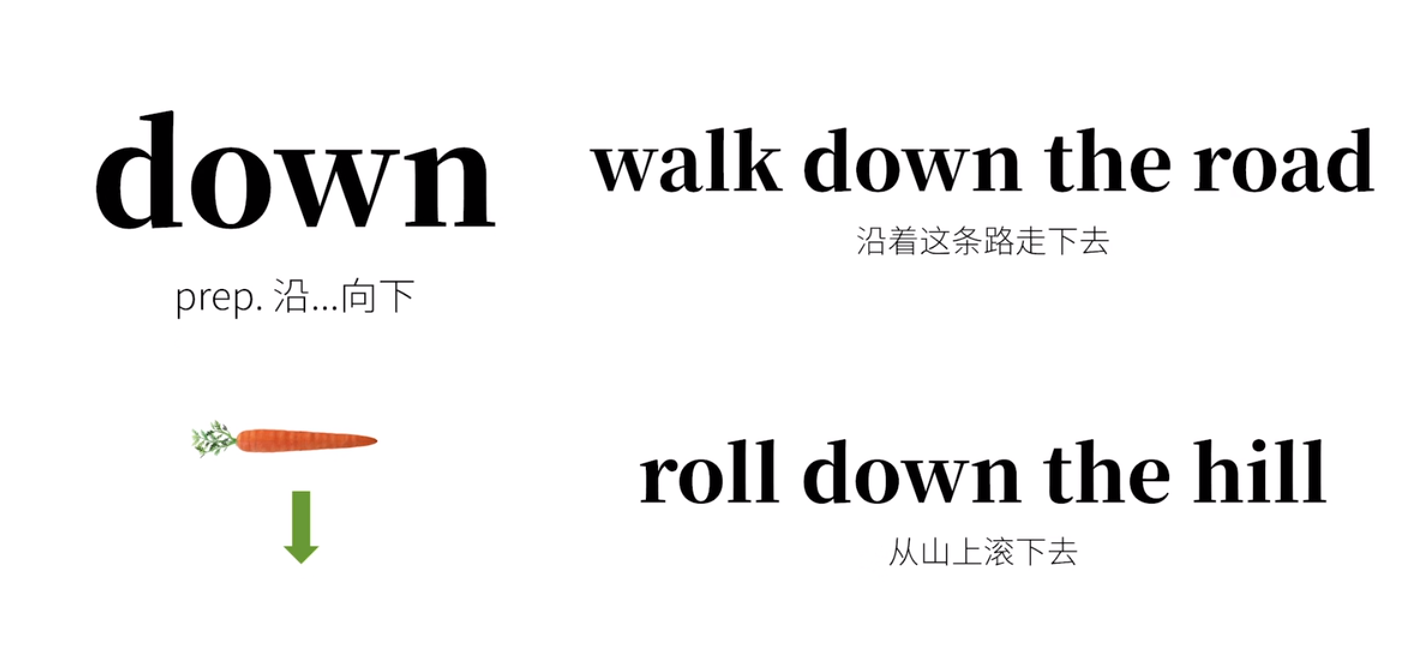 down
prep. 沿...向下
walk down the road
沿着这条路走下去
roll down the hill
从山上滚下去